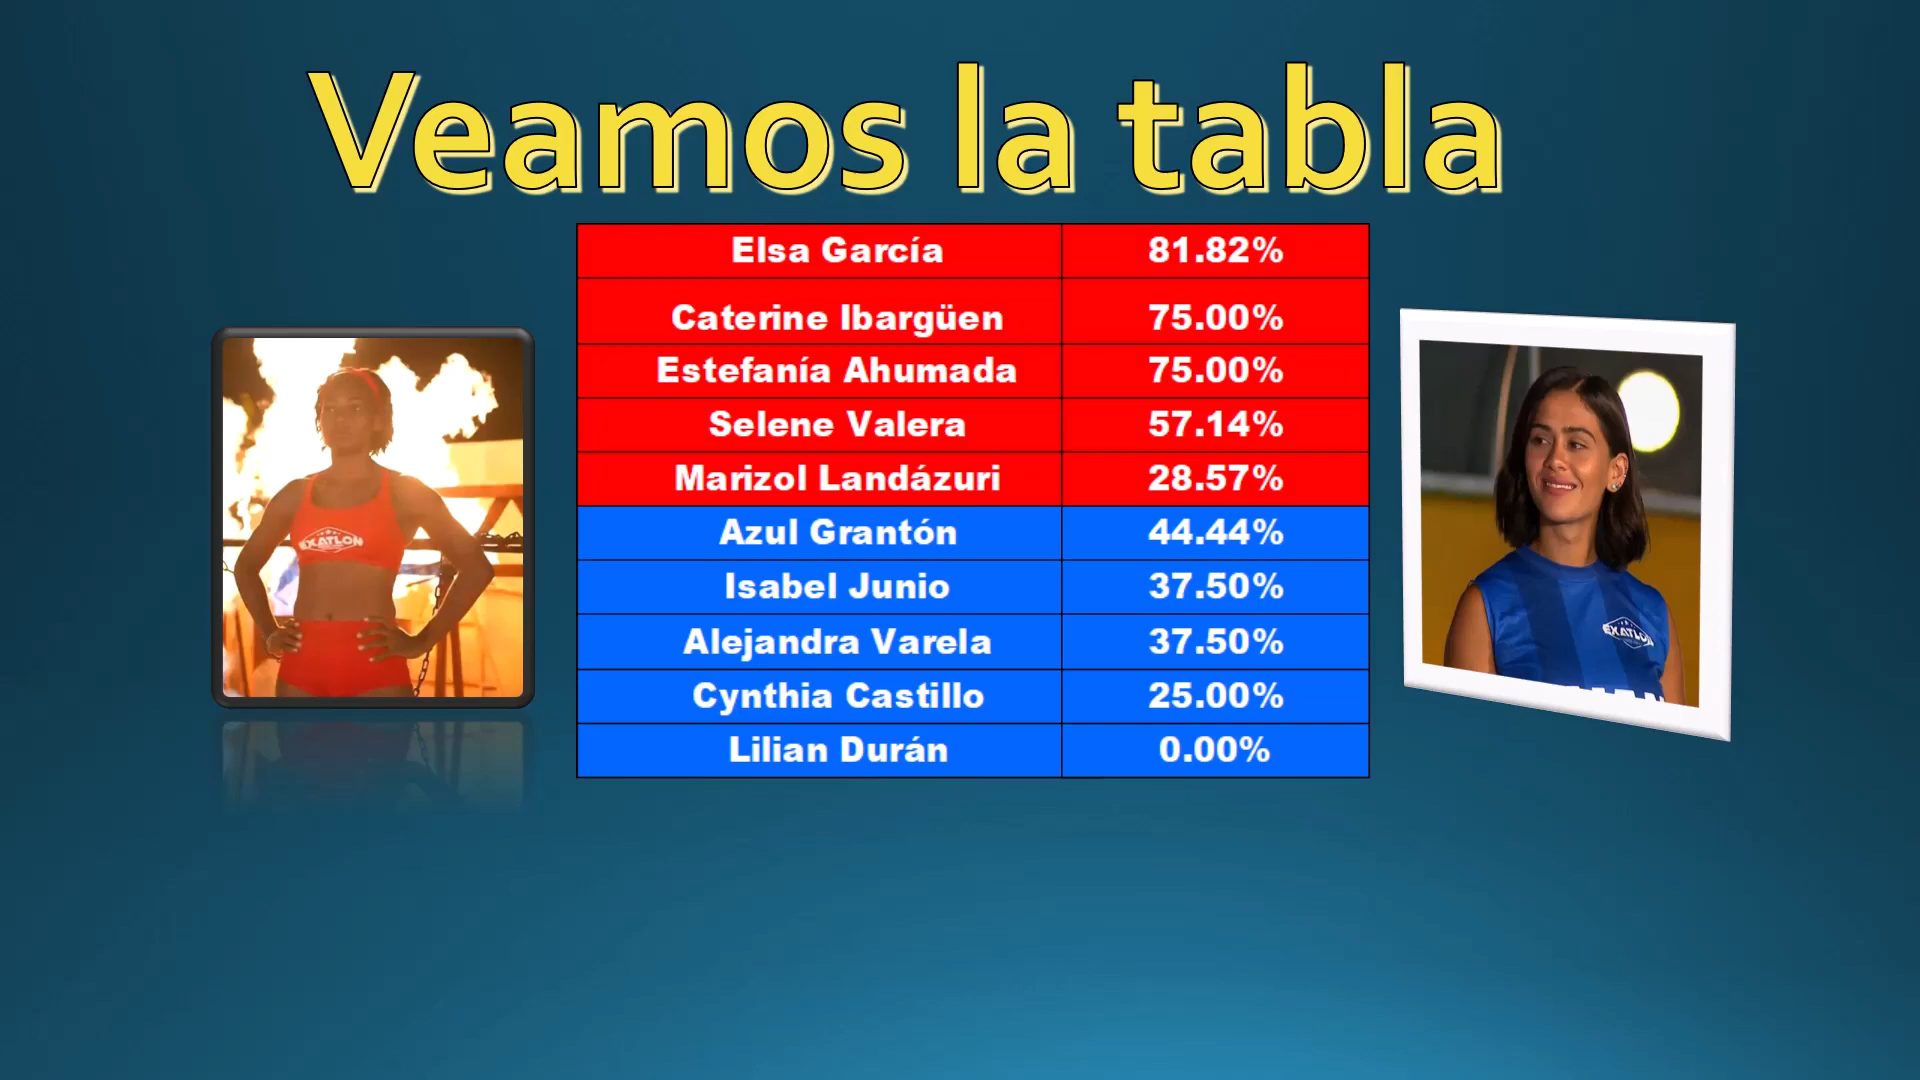 Veamos la tabla
Elsa García 81.82%
Caterine Ibargüen 75.00%
Estefanía Ahumada 75.00%
Selene Valera 57.14%
Marizol Landázuri 28.57%
Azul Grantón 44.44%
Isabel Junio 37.50%
Alejandra Varela 37.50%
Cynthia Castillo 25.00%
Lilian Durán 0.00%
EXATLON
EXATLON